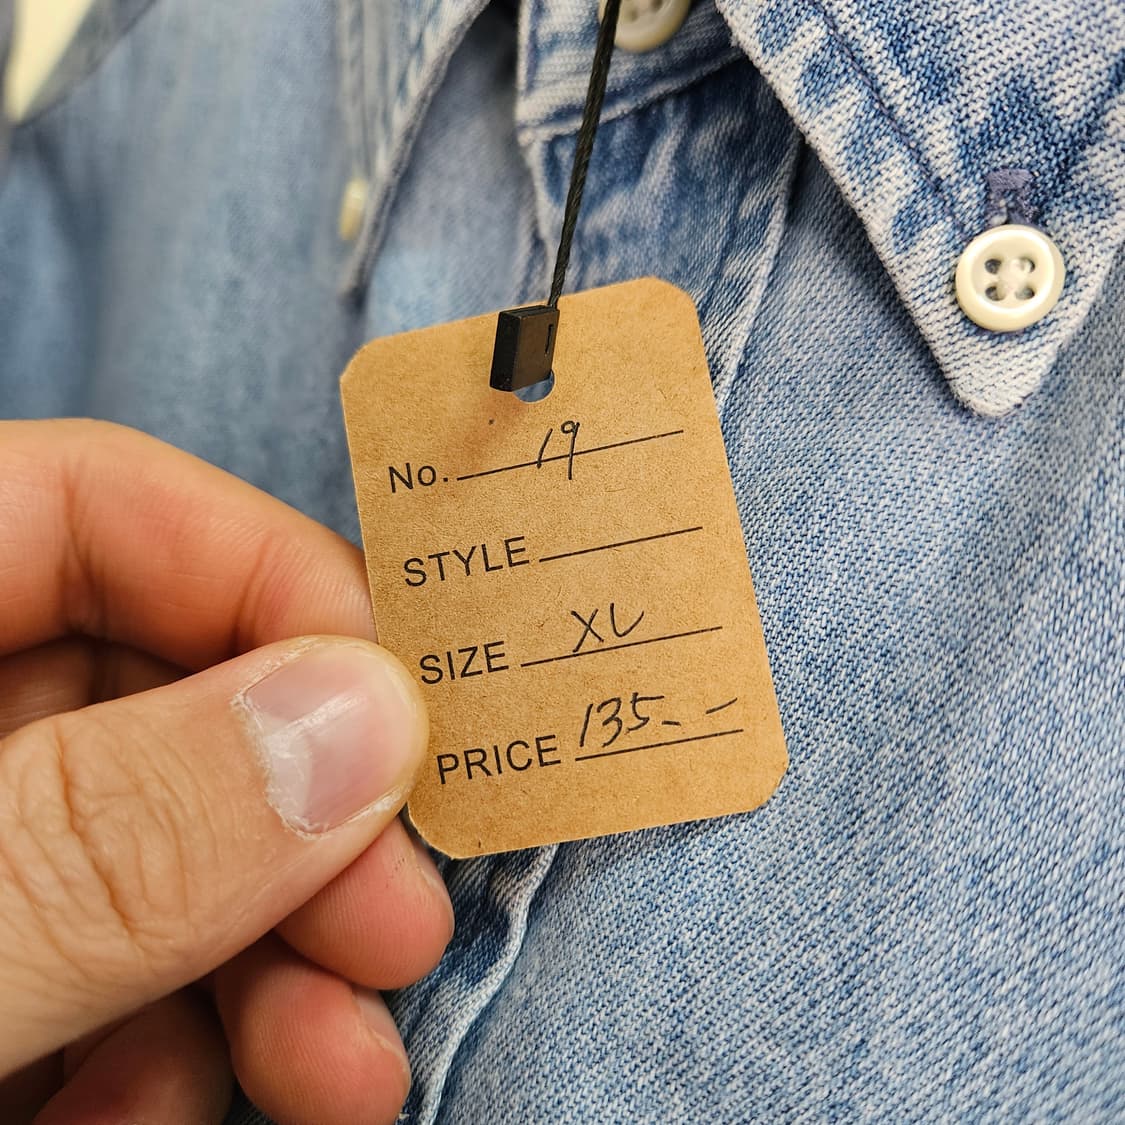 No. 19
STYLE
SIZE XL
PRICE 135.-